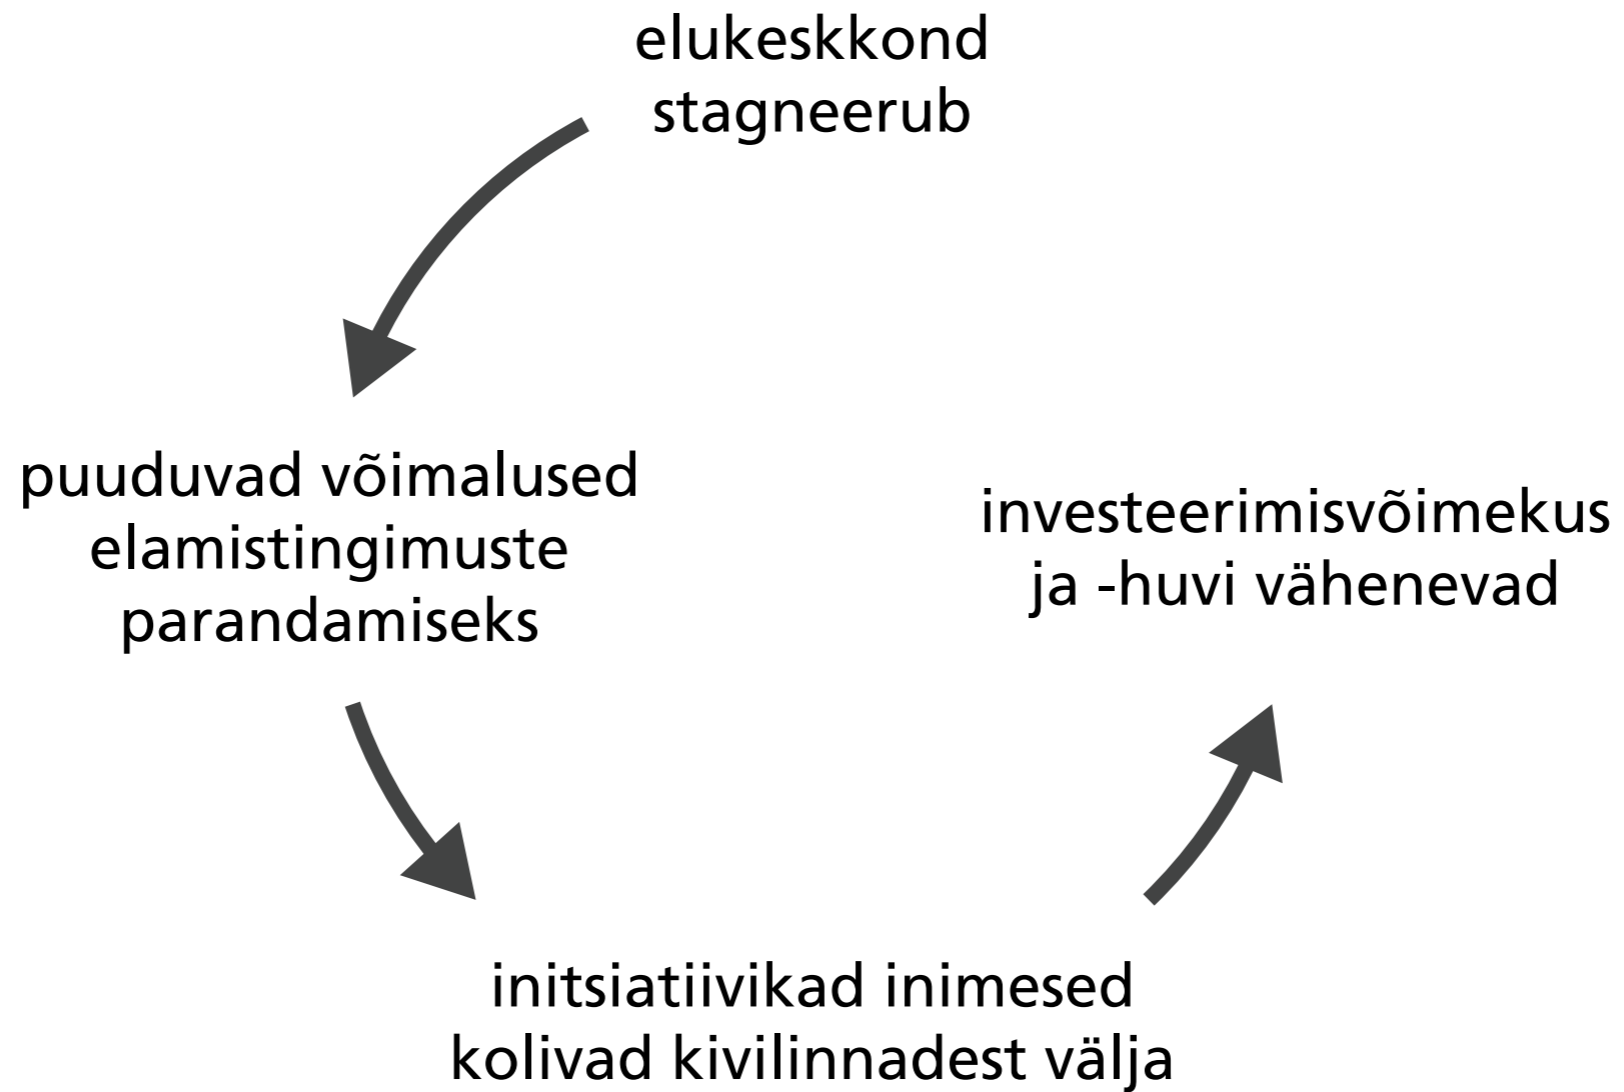 elukeskkond
stagneerub
puuduvad võimalused
elamistingimuste
parandamiseks
investeerimisvõimekus
ja -huvi vähenevad
initsiatiivikad inimesed
kolivad kivilinnadest välja